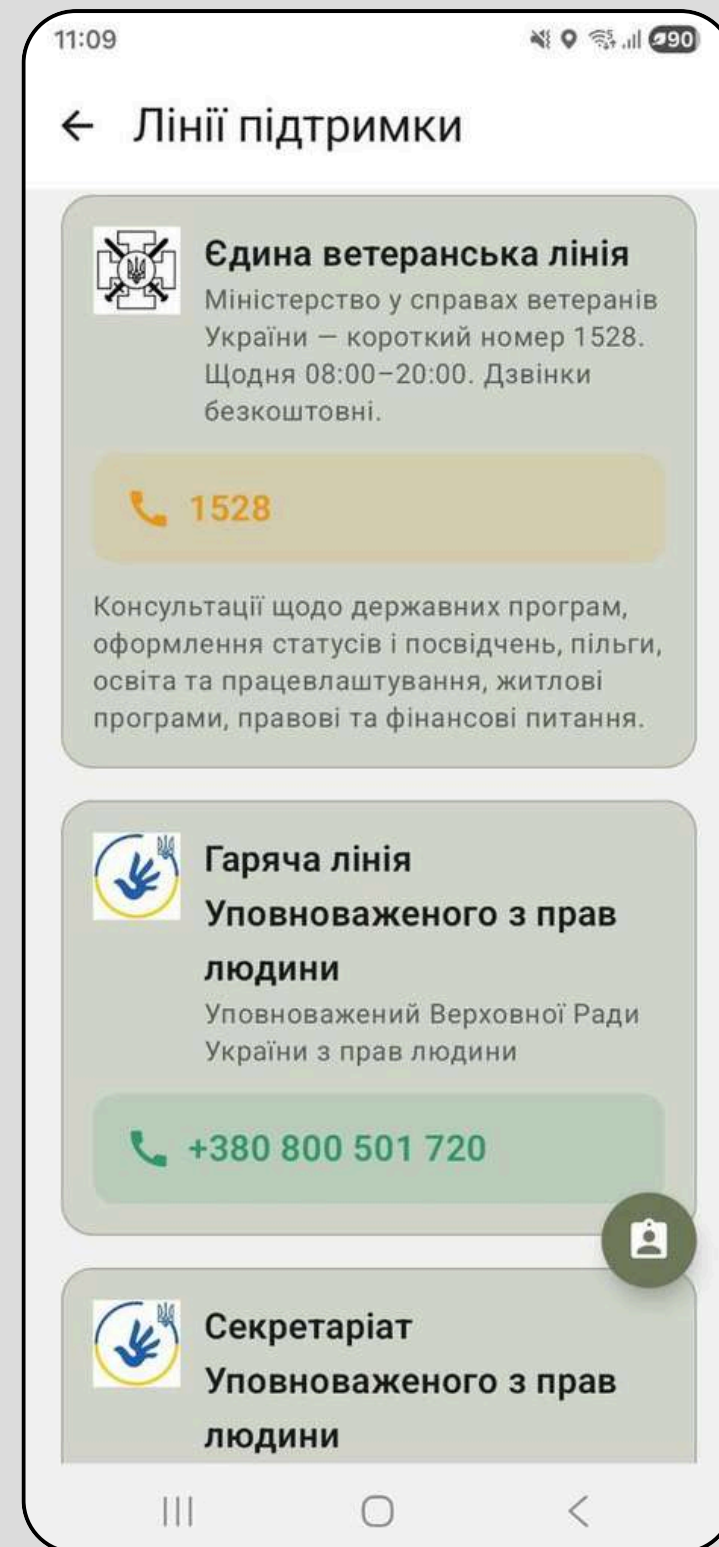 11:09
90
Лінії підтримки
Єдина ветеранська лінія
Міністерство у справах ветеранів
України — короткий номер 1528.
Щодня 08:00–20:00. Дзвінки
безкоштовні.
1528
Консультації щодо державних програм,
оформлення статусів і посвідчень, пільги,
освіта та працевлаштування, житлові
програми, правові та фінансові питання.
Гаряча лінія
Уповноваженого з прав
людини
Уповноважений Верховної Ради
України з прав людини
+380 800 501 720
Секретаріат
Уповноваженого з прав
людини